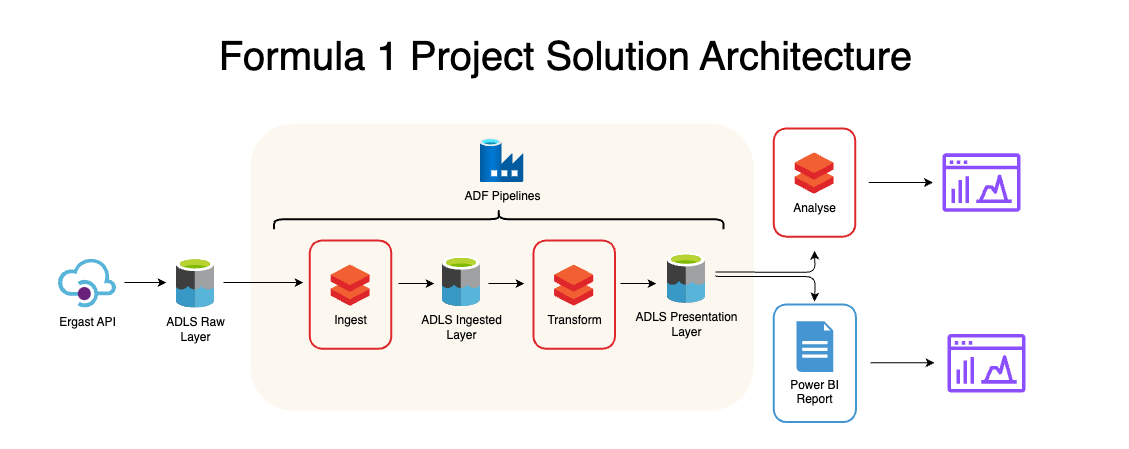 Formula 1 Project Solution Architecture
ADF Pipelines
Ergast API
ADLS Raw
Layer
Ingest
ADLS Ingested
Layer
Transform
ADLS Presentation
Layer
Analyse
Power BI
Report